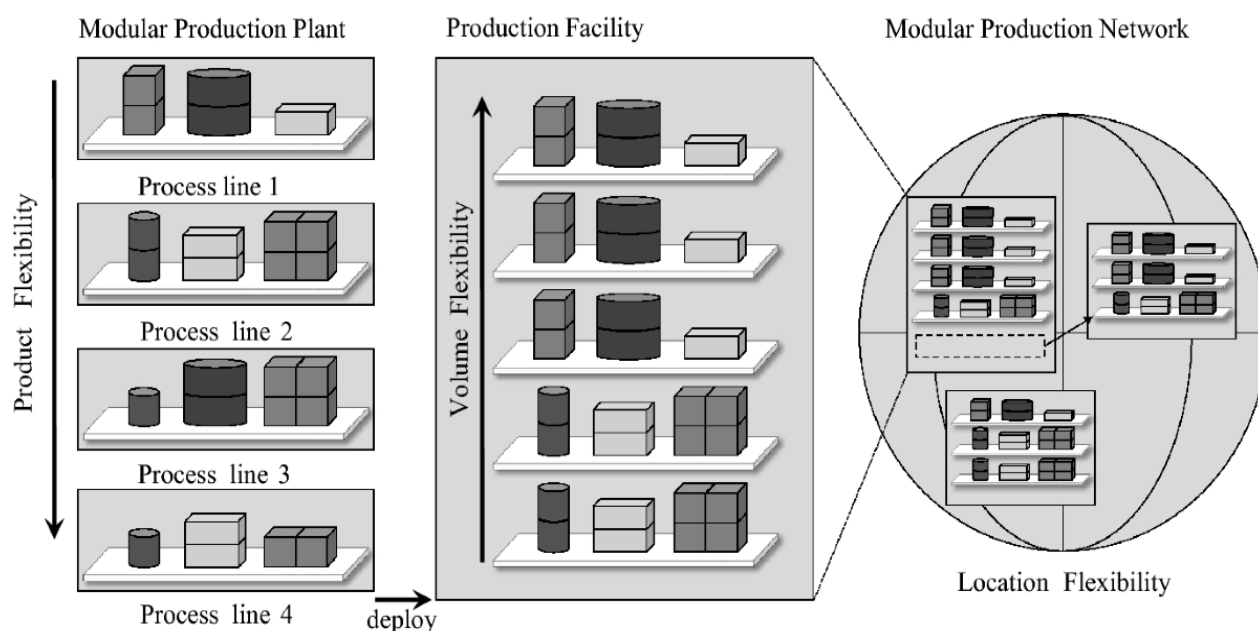 Modular Production Plant
Production Facility
Modular Production Network
Product Flexibility
Process line 1
Process line 2
Process line 3
Process line 4
deploy
Volume Flexibility
Location Flexibility